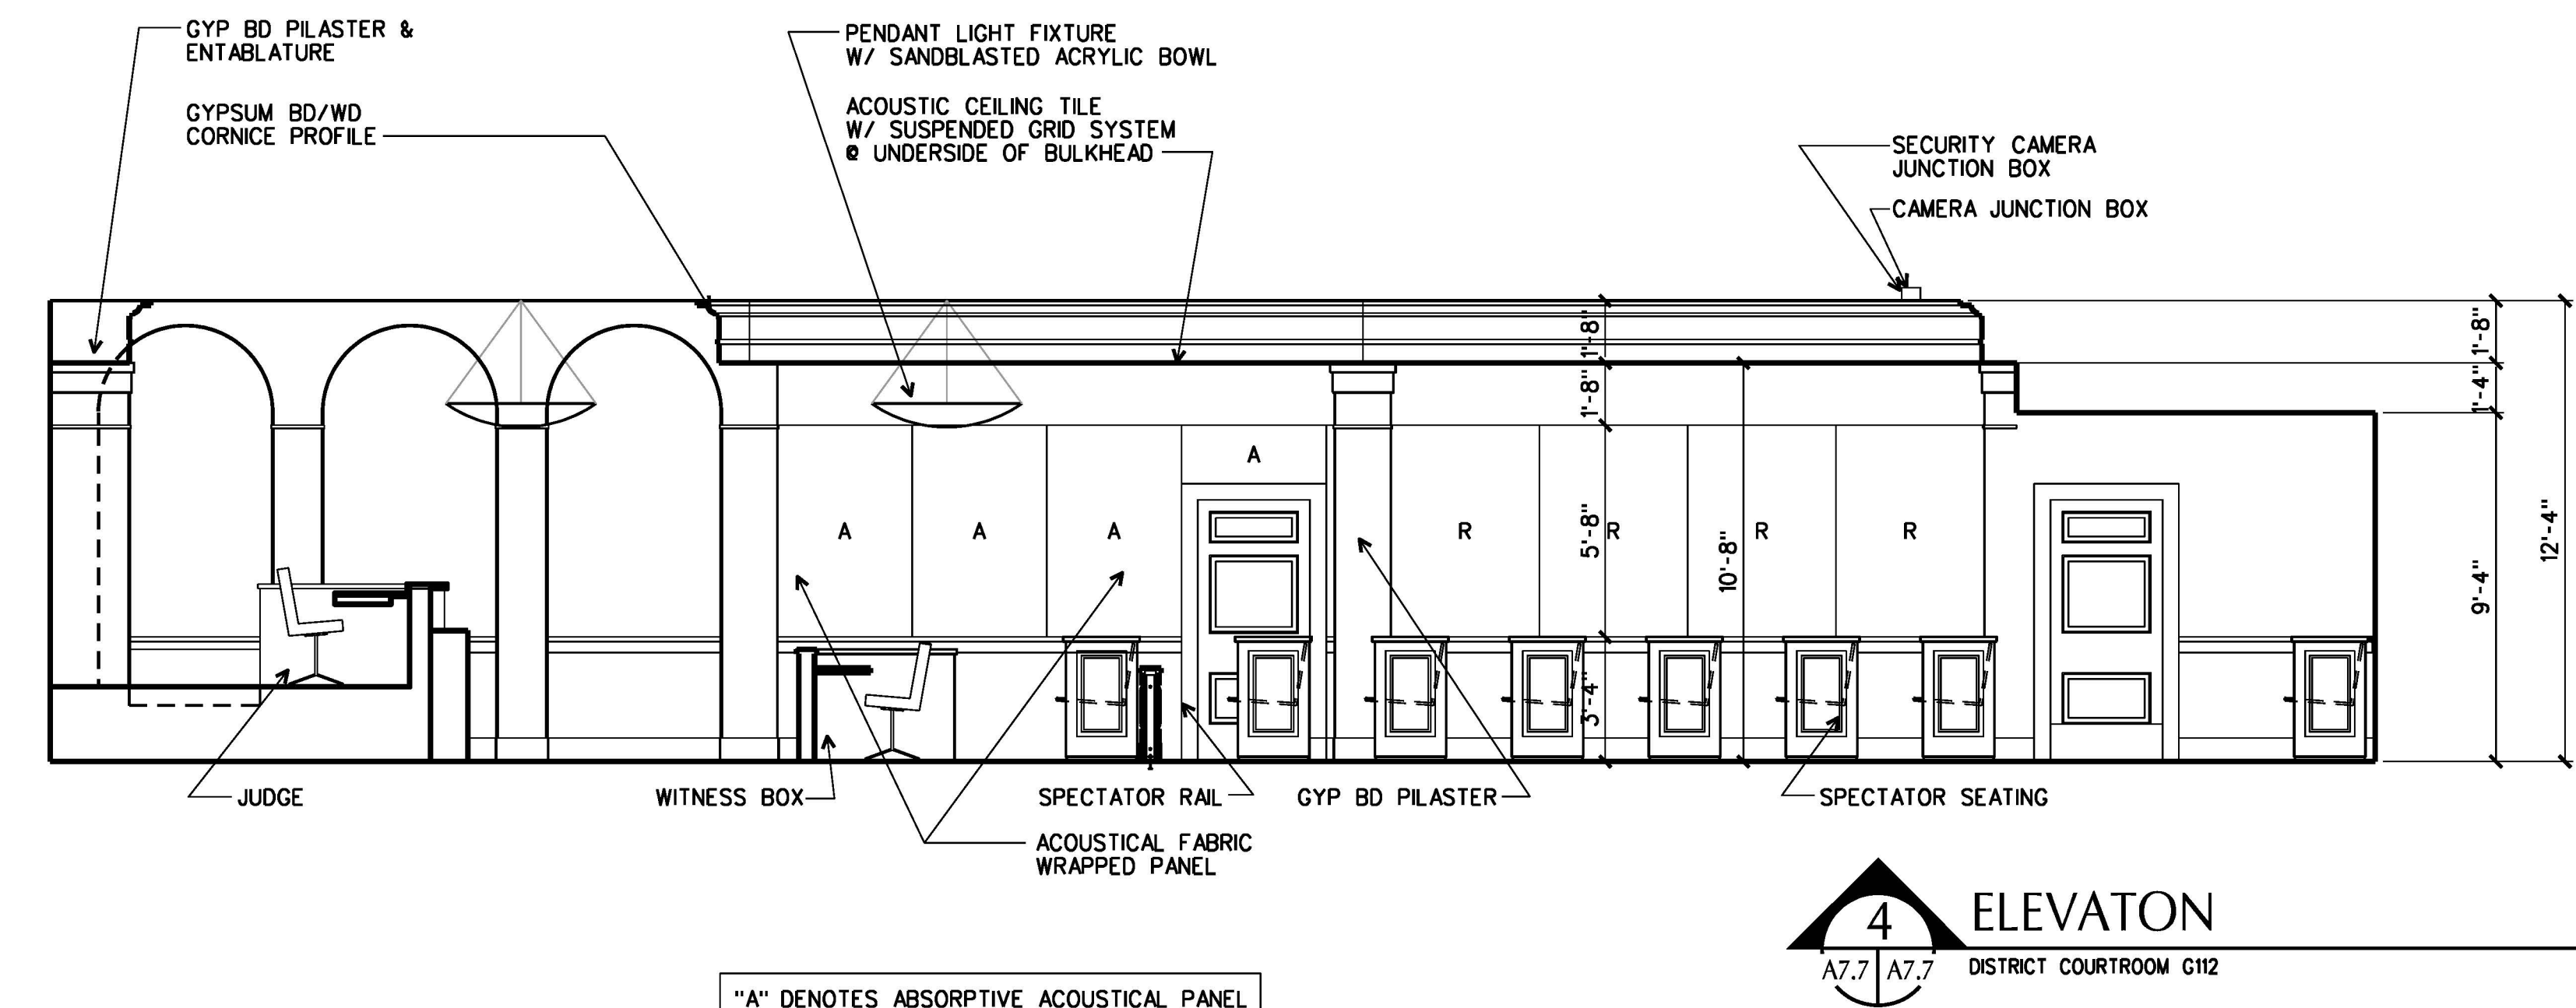 GYP BD PILASTER &
ENTABLATURE
GYPSUM BD/WD
CORNICE PROFILE
PENDANT LIGHT FIXTURE
W/ SANDBLASTED ACRYLIC BOWL
ACOUSTIC CEILING TILE
W/ SUSPENDED GRID SYSTEM
@ UNDERSIDE OF BULKHEAD
SECURITY CAMERA
JUNCTION BOX
CAMERA JUNCTION BOX
1'-8"
1'-8"
5'-8"
3'-4"
10'-8"
1'-8"
1'-4"
9'-4"
12'-4"
A
A
A
A
R
R
R
R
JUDGE
WITNESS BOX
SPECTATOR RAIL
GYP BD PILASTER
SPECTATOR SEATING
ACOUSTICAL FABRIC
WRAPPED PANEL
4
A7.7
A7.7
ELEVATON
DISTRICT COURTROOM G112
"A" DENOTES ABSORPTIVE ACOUSTICAL PANEL